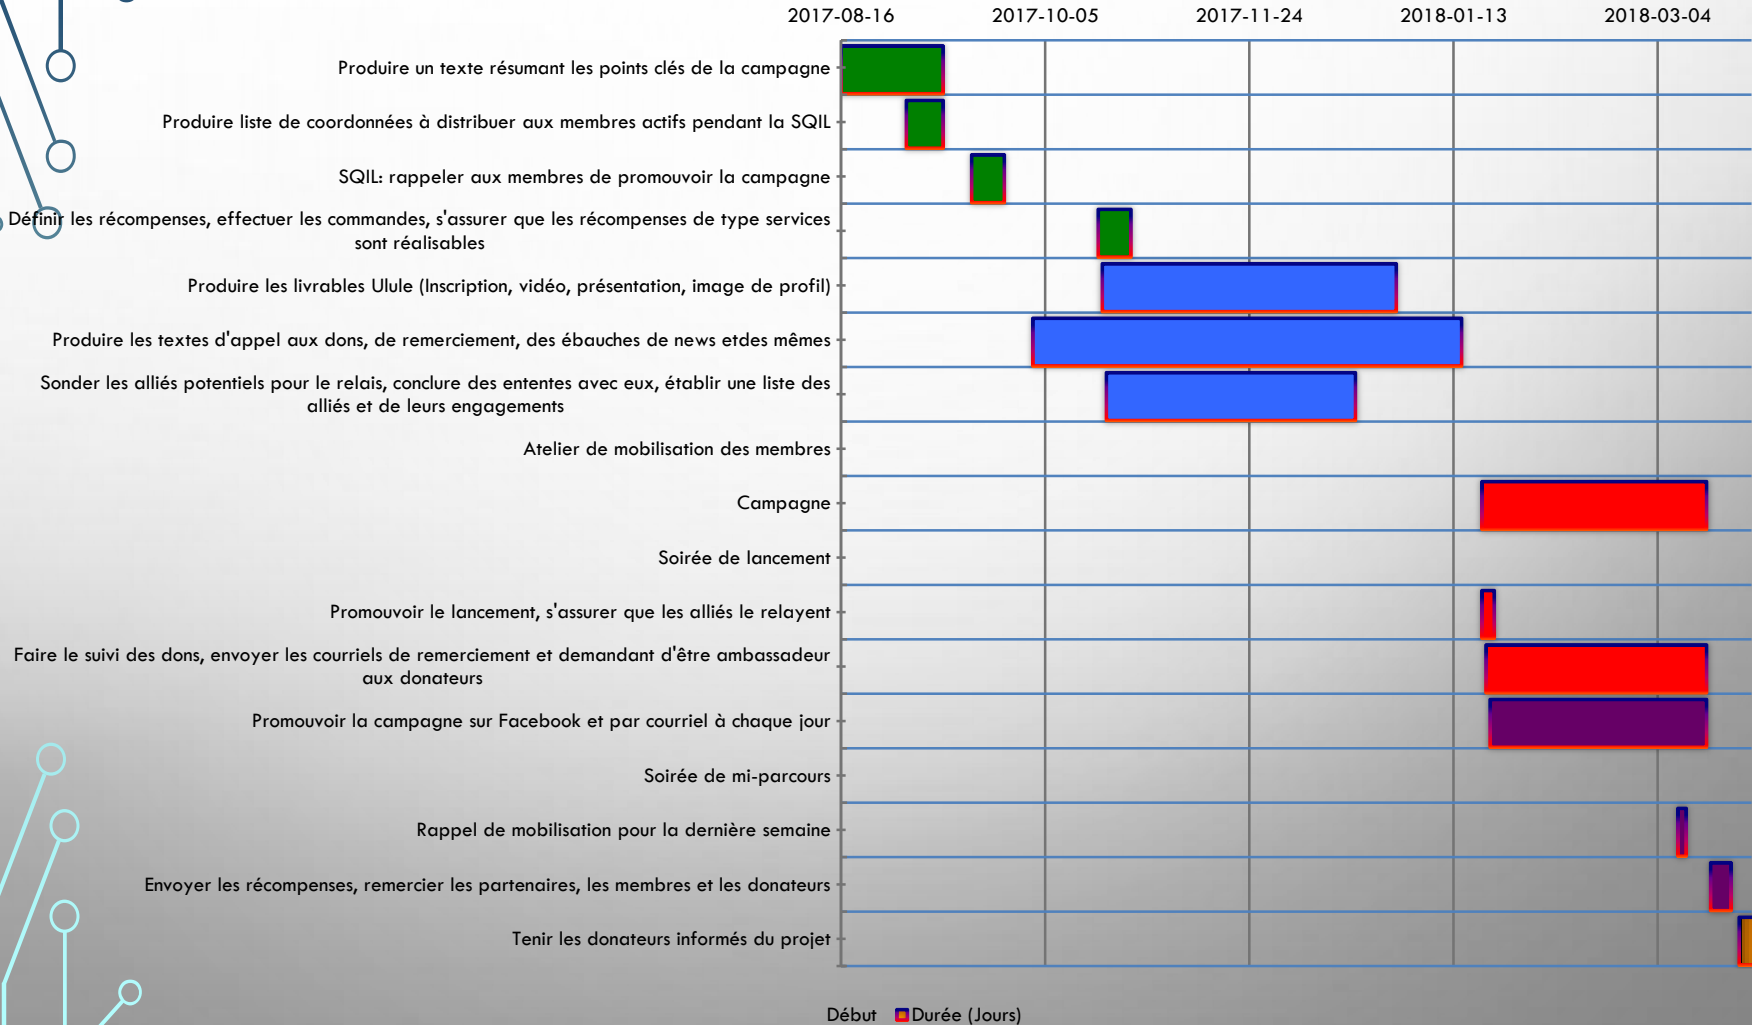 2017-08-16 2017-10-05 2017-11-24 2018-01-13 2018-03-04
Produire un texte résumant les points clés de la campagne
Produire liste de coordonnées à distribuer aux membres actifs pendant la SQIL
SQIL: rappeler aux membres de promouvoir la campagne
Définir les récompenses, effectuer les commandes, s'assurer que les récompenses de type services
sont réalisables
Produire les livrables Ulule (Inscription, vidéo, présentation, image de profil)
Produire les textes d'appel aux dons, de remerciement, des ébauches de news etdes mêmes
Sonder les alliés potentiels pour le relais, conclure des ententes avec eux, établir une liste des
alliés et de leurs engagements
Atelier de mobilisation des membres
Campagne
Soirée de lancement
Promouvoir le lancement, s'assurer que les alliés le relayent
Faire le suivi des dons, envoyer les courriels de remerciement et demandant d'être ambassadeur
aux donateurs
Promouvoir la campagne sur Facebook et par courriel à chaque jour
Soirée de mi-parcours
Rappel de mobilisation pour la dernière semaine
Envoyer les récompenses, remercier les partenaires, les membres et les donateurs
Tenir les donateurs informés du projet
Début Durée (Jours)